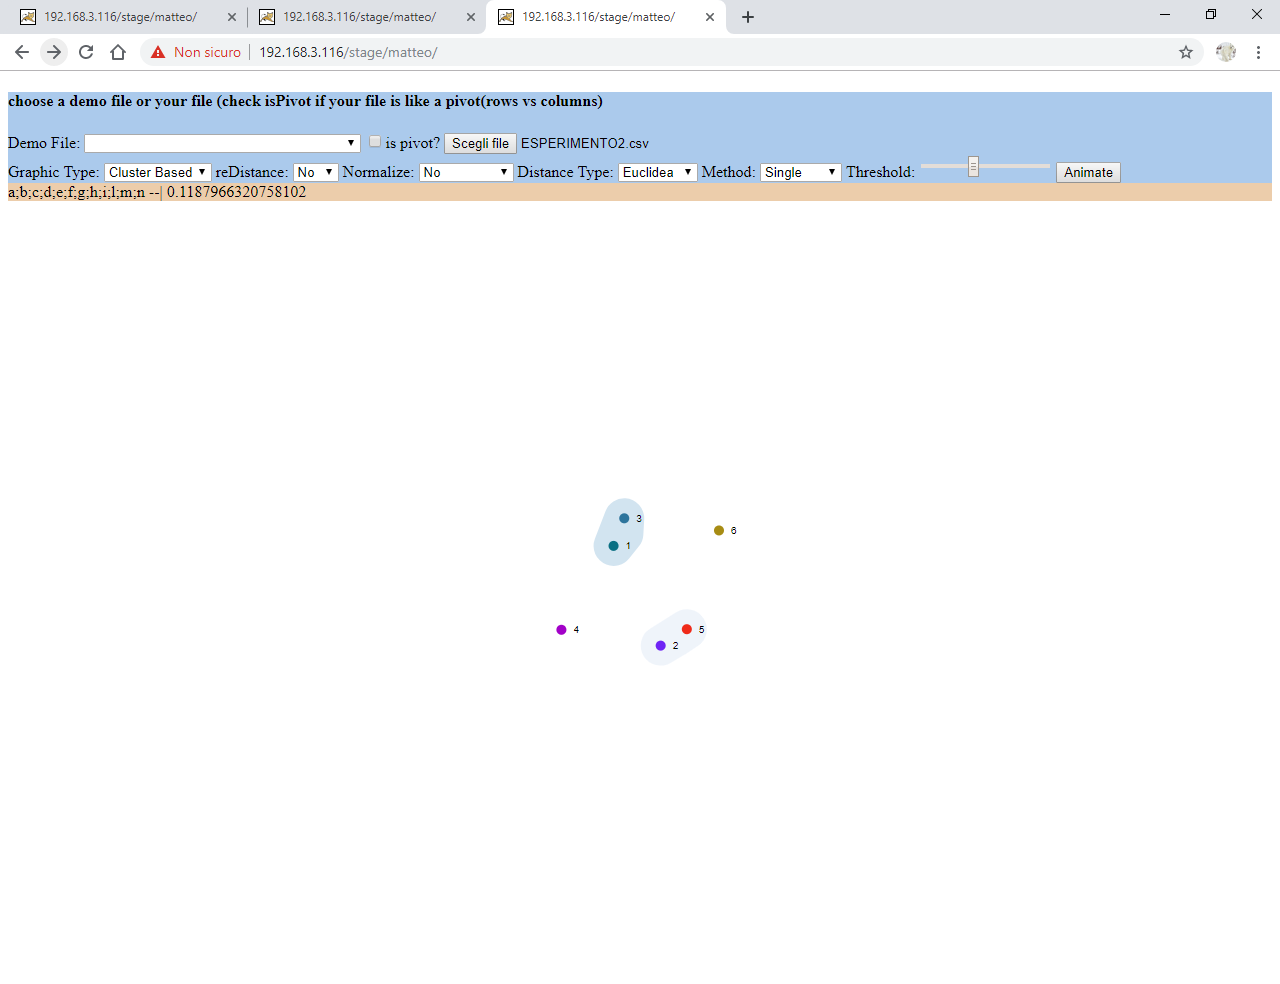 192.168.3.116/stage/matteo/ 192.168.3.116/stage/matteo/ 192.168.3.116/stage/matteo/
Non sicuro 192.168.3.116/stage/matteo/
choose a demo file or your file (check isPivot if your file is like a pivot(rows vs columns)
Demo File: is pivot? Scegli file ESPERIMENTO2.csv
Graphic Type: Cluster Based reDistance: No Normalize: No Distance Type: Euclidea Method: Single Threshold: Animate
a;b;c;d;e;f;g;h;i;l;m;n --| 0.1187966320758102
3
6
1
4
5
2